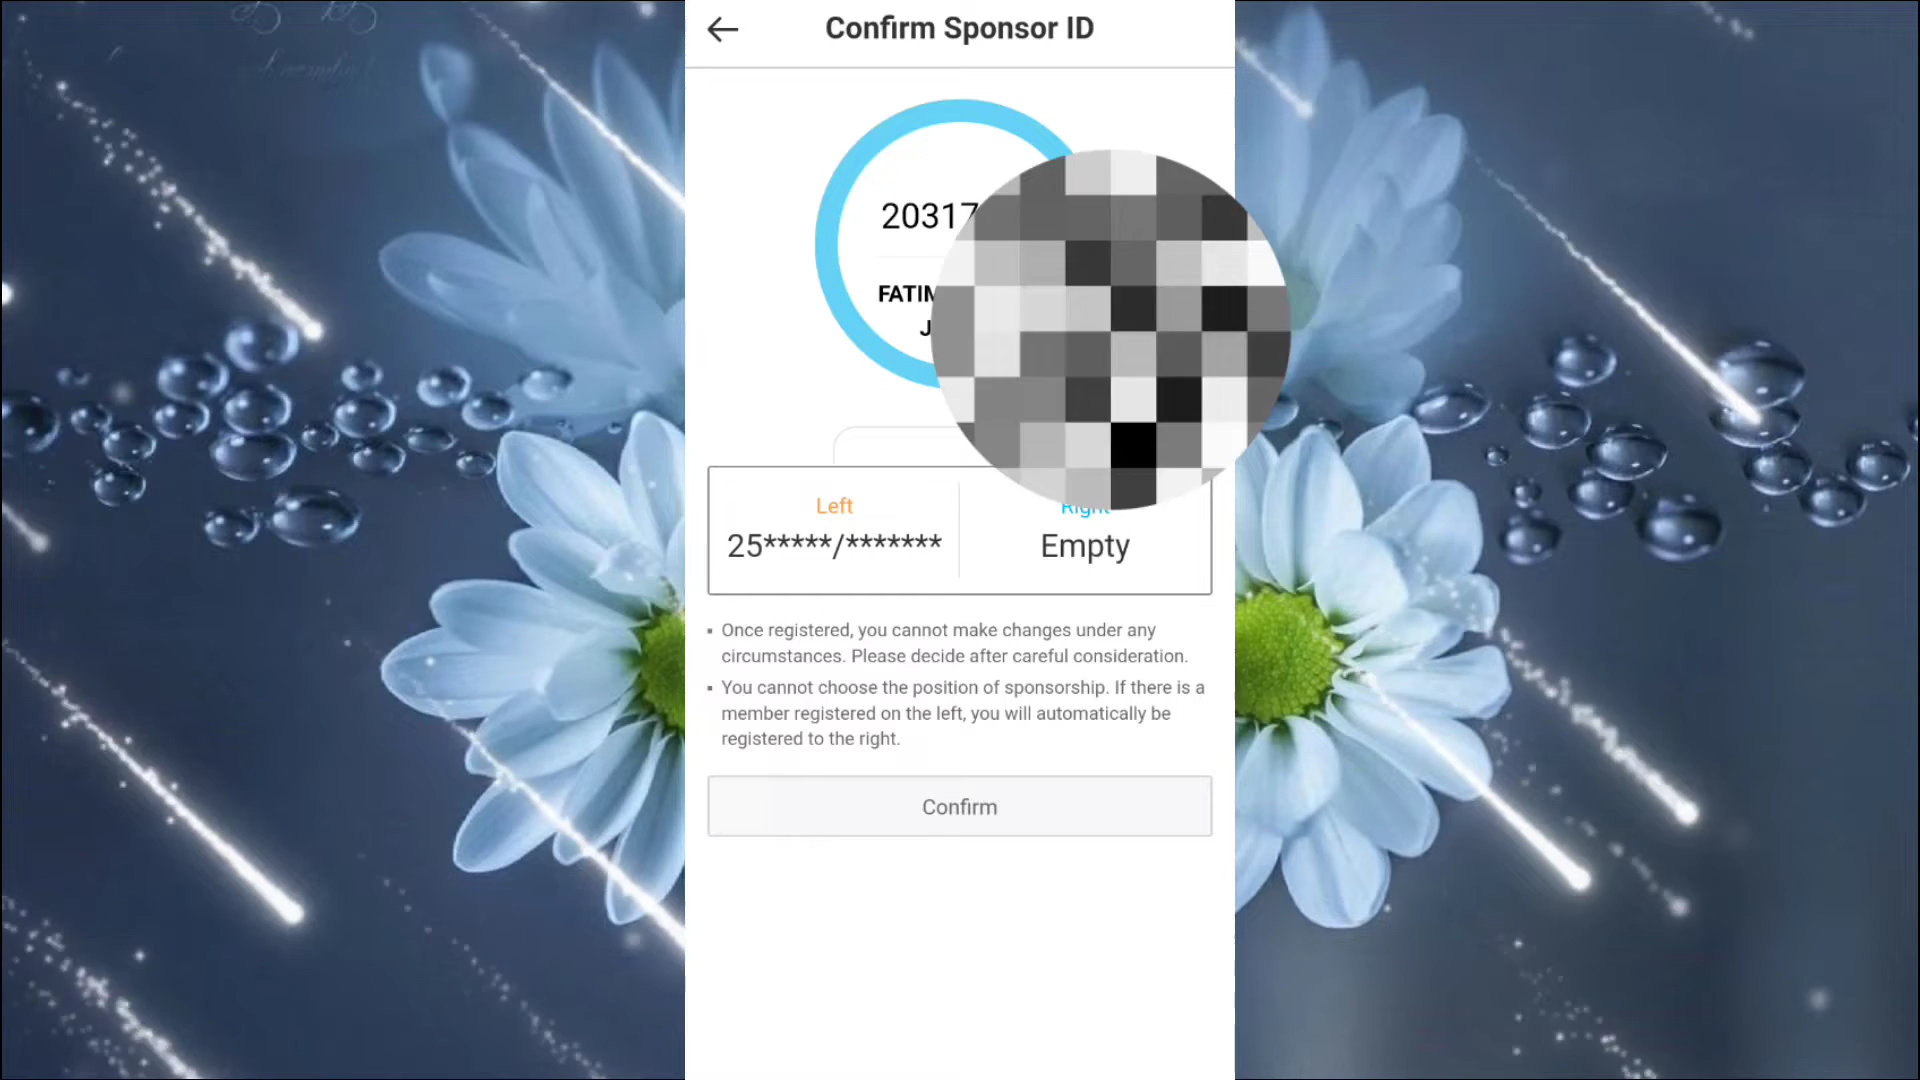 Confirm Sponsor ID
20317
FATIM
J
Left
Right
25*****/*******
Empty
▪ Once registered, you cannot make changes under any
circumstances. Please decide after careful consideration.
▪ You cannot choose the position of sponsorship. If there is a
member registered on the left, you will automatically be
registered to the right.
Confirm